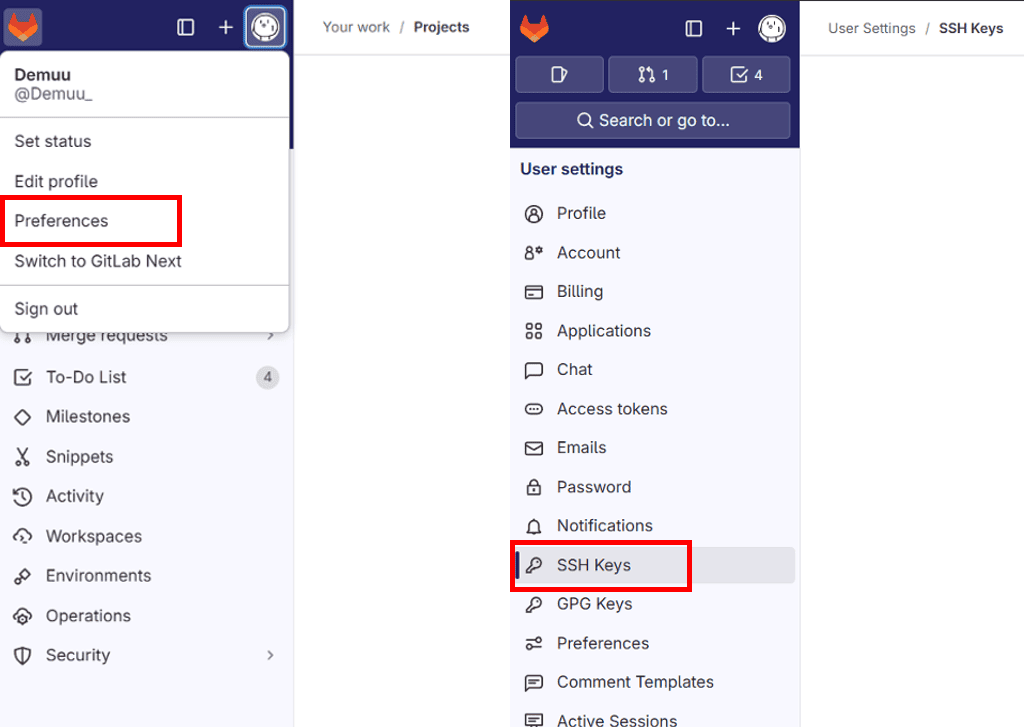 Your work / Projects
Demuu
@Demuu_
Set status
Edit profile
Preferences
Switch to GitLab Next
Sign out
Merge requests
To-Do List 4
Milestones
Snippets
Activity
Workspaces
Environments
Operations
Security
User Settings / SSH Keys
1
4
Search or go to...
User settings
Profile
Account
Billing
Applications
Chat
Access tokens
Emails
Password
Notifications
SSH Keys
GPG Keys
Preferences
Comment Templates
Active Sessions